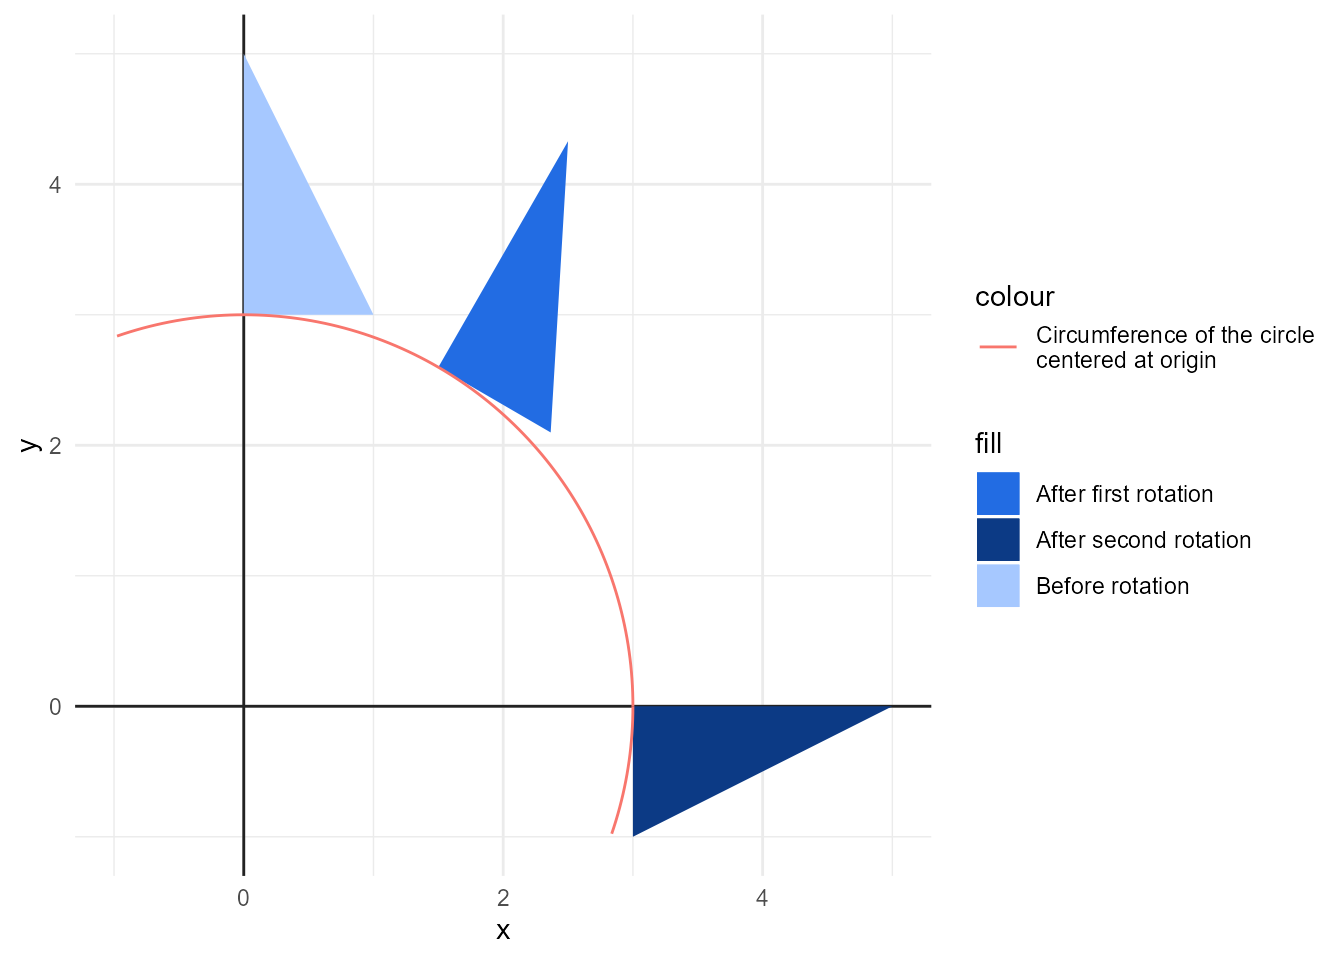 4
2
0
y
0
2
4
x
colour
Circumference of the circle
centered at origin
fill
After first rotation
After second rotation
Before rotation